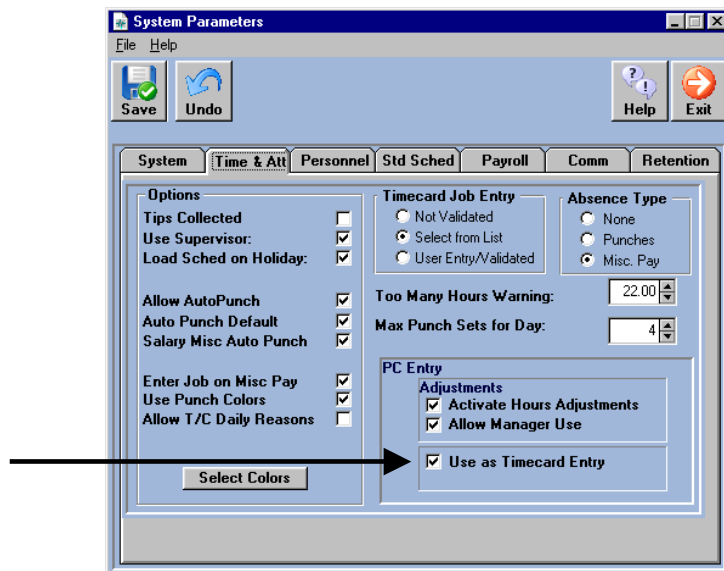 System Parameters
File Help
Save Undo Help Exit
System Time & Att Personnel Std Sched Payroll Comm Retention
Options
Tips Collected
Use Supervisor:
Load Sched on Holiday:
Allow AutoPunch
Auto Punch Default
Salary Misc Auto Punch
Enter Job on Misc Pay
Use Punch Colors
Allow T/C Daily Reasons
Select Colors
Timecard Job Entry
Not Validated
Select from List
User Entry/Validated
Absence Type
None
Punches
Misc. Pay
Too Many Hours Warning: 22.00
Max Punch Sets for Day: 4
PC Entry
Adjustments
Activate Hours Adjustments
Allow Manager Use
Use as Timecard Entry